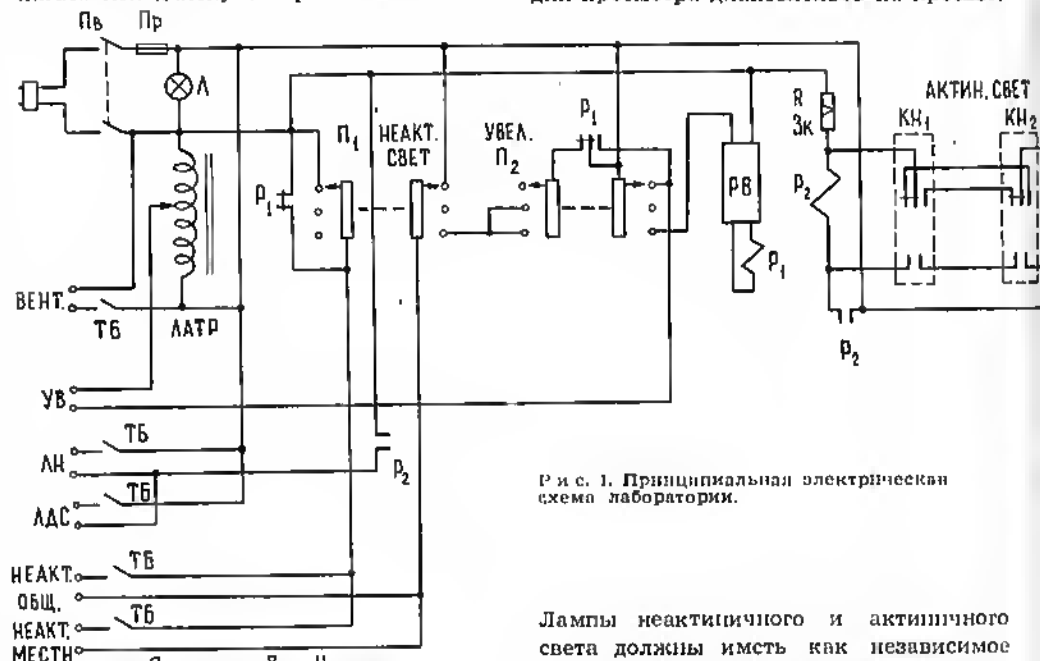 для
Пв Пр
Л
R
3к
АКТИН. СВЕТ
КН₁ КН₂
П₁ НЕАКТ.
СВЕТ
УВЕЛ.
П₂
Р₁
Р₁
РВ
Р₂
Р₁
ВЕНТ.
ТБ ЛАТР
Р₂
УВ
ТБ
ЛН
Р₂
ТБ
ЛДС
Рис. 1. Принципиальная электрическая
схема лаборатории.
НЕАКТ. ТБ
ОБЩ.
НЕАКТ. ТБ
МЕСТН
Лампы неактиничного и актиничного
света должны иметь как независимое